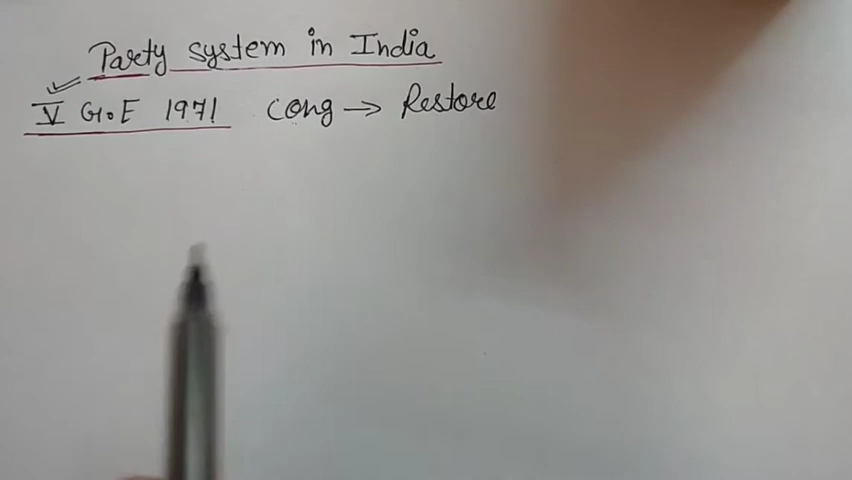 Party system in India
V G.E 1971 Cong → Restore